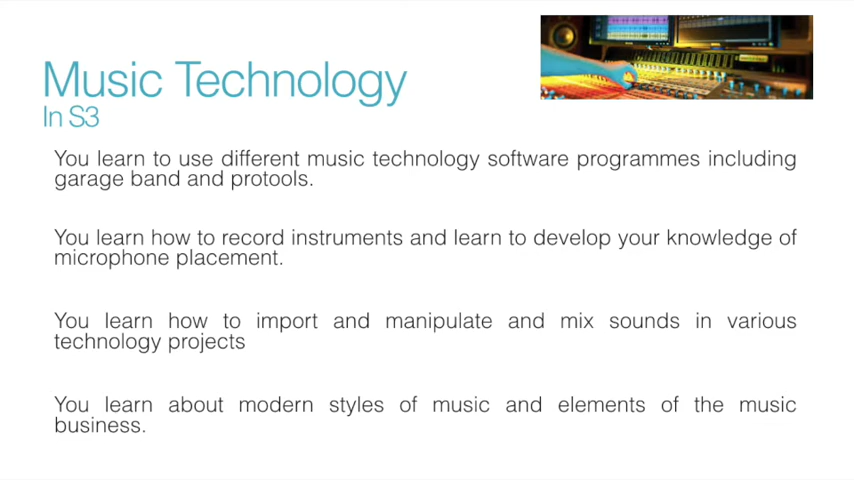 Music Technology
In S3
You learn to use different music technology software programmes including
garage band and protools.
You learn how to record instruments and learn to develop your knowledge of
microphone placement.
You learn how to import and manipulate and mix sounds in various
technology projects
You learn about modern styles of music and elements of the music
business.